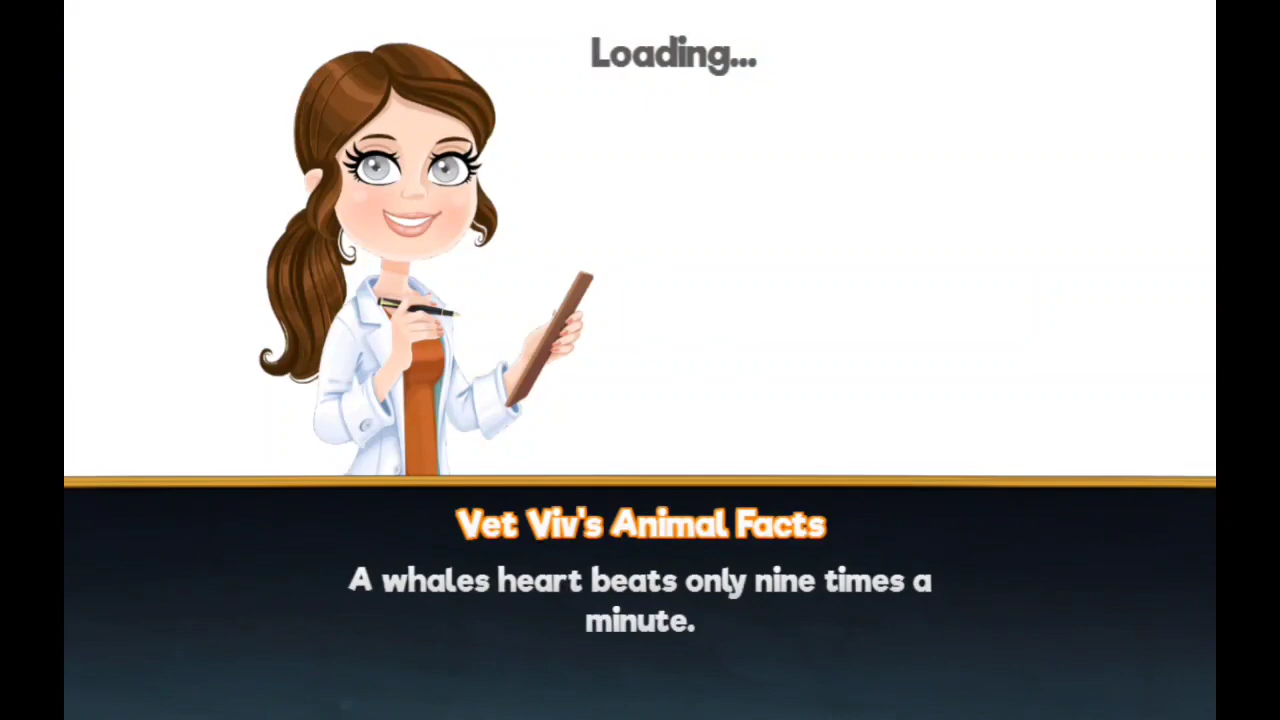 Loading...
Vet Viv's Animal Facts
A whales heart beats only nine times a
minute.